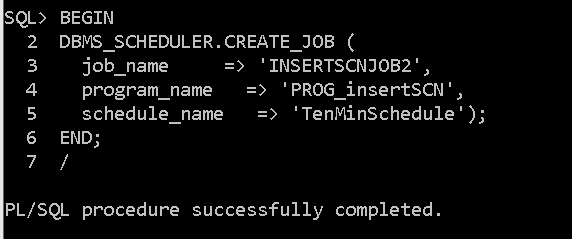 SQL> BEGIN
  2  DBMS_SCHEDULER.CREATE_JOB (
  3    job_name     => 'INSERTSCNJOB2',
  4    program_name   => 'PROG_insertSCN',
  5    schedule_name   => 'TenMinSchedule');
  6  END;
  7  /
PL/SQL procedure successfully completed.